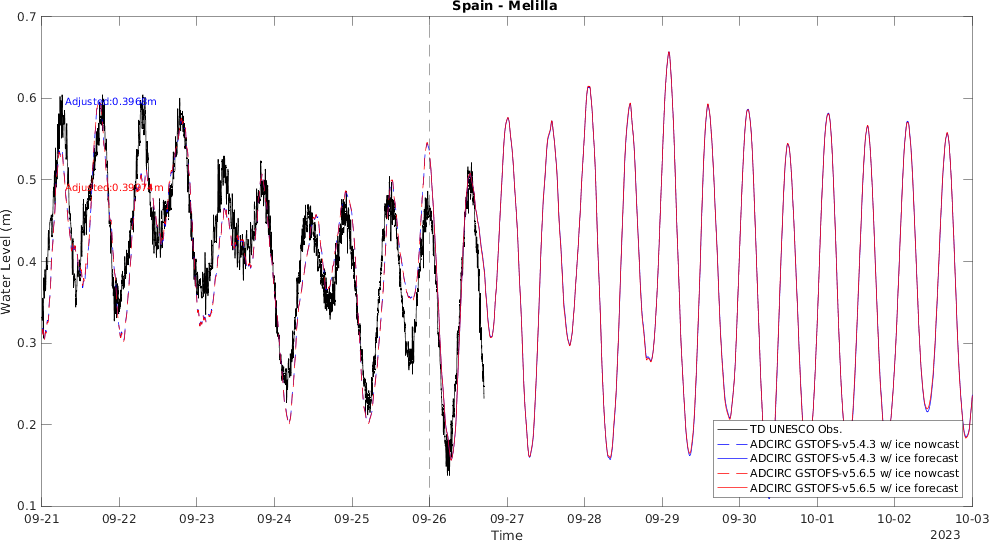 Spain - Melilla
0.7
0.6
0.5
0.4
0.3
0.2
0.1
Water Level (m)
Adjusted:0.3968m
Adjusted:0.39974m
TD UNESCO Obs.
ADCIRC GSTOFS-v5.4.3 w/ ice nowcast
ADCIRC GSTOFS-v5.4.3 w/ ice forecast
ADCIRC GSTOFS-v5.6.5 w/ ice nowcast
ADCIRC GSTOFS-v5.6.5 w/ ice forecast
09-21 09-22 09-23 09-24 09-25 09-26 09-27 09-28 09-29 09-30 10-01 10-02 10-03
Time
2023